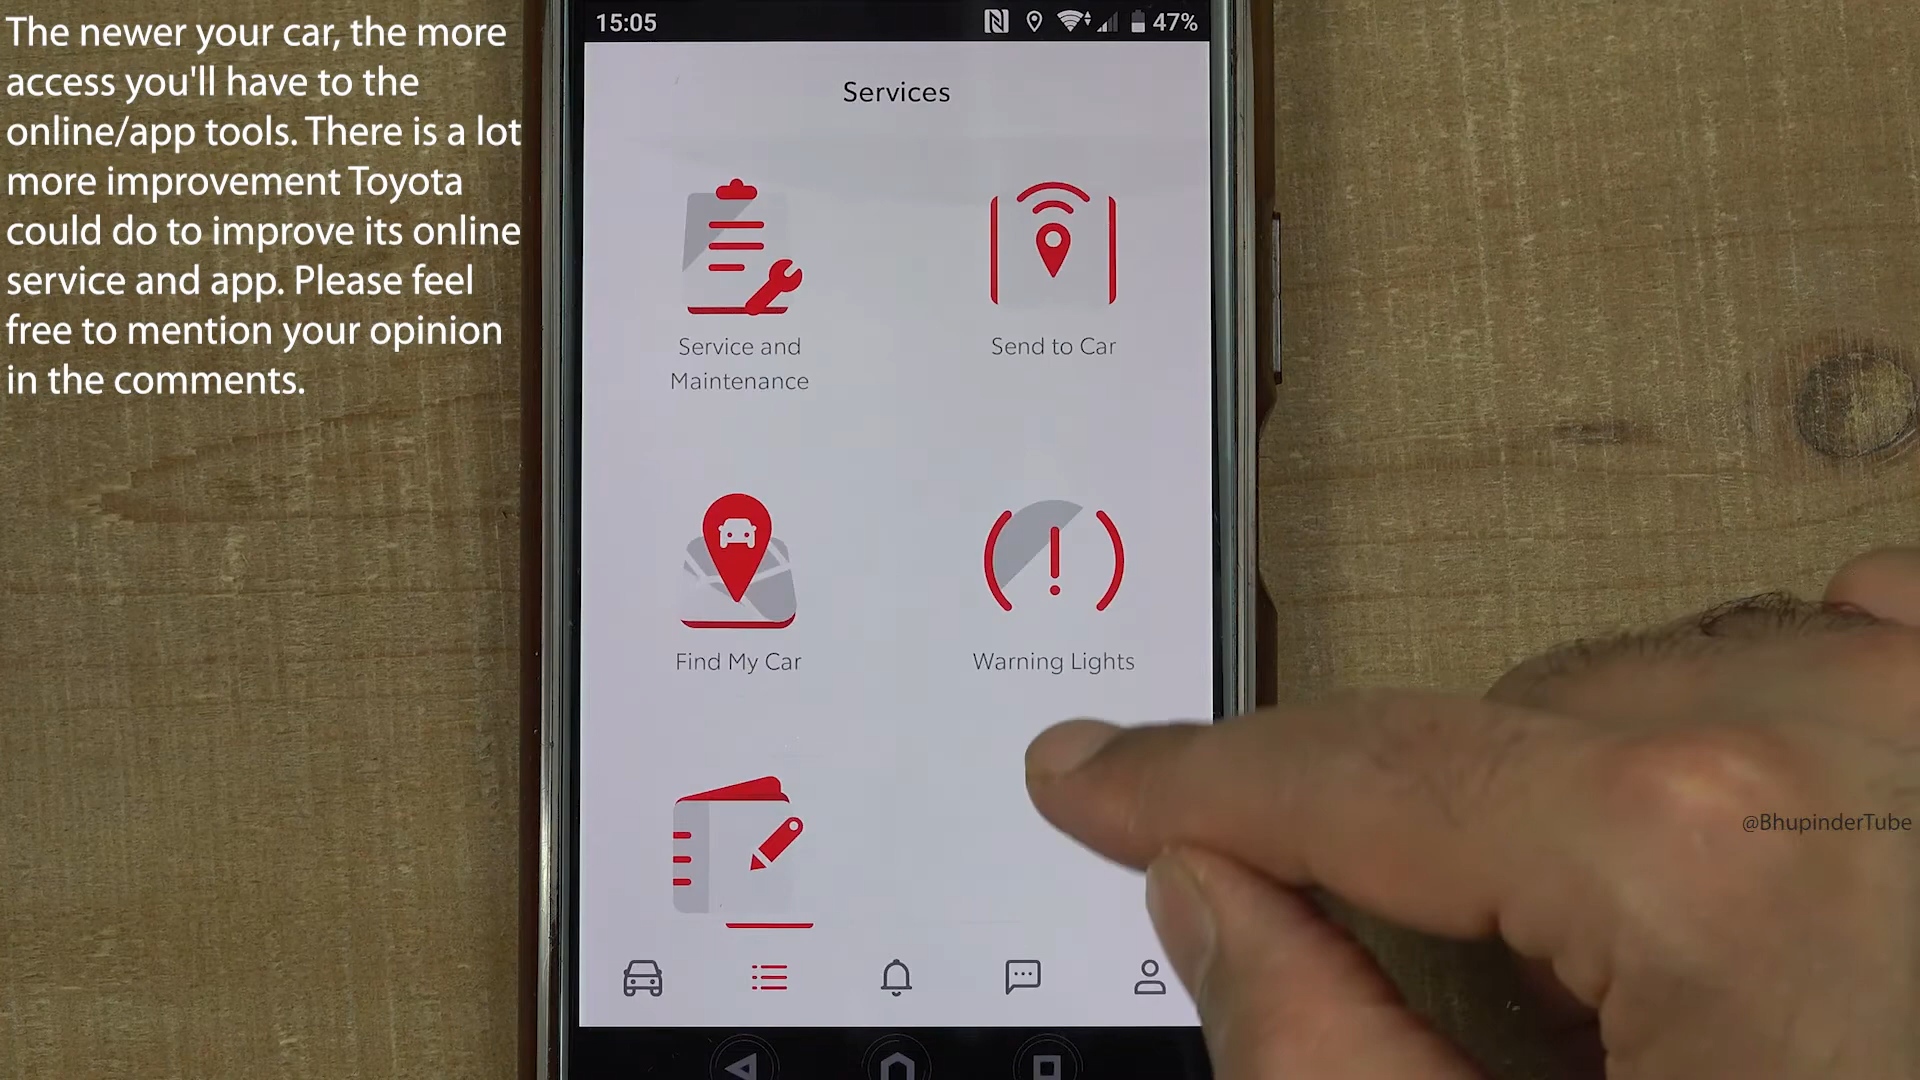 The newer your car, the more
access you'll have to the
online/app tools. There is a lot
more improvement Toyota
could do to improve its online
service and app. Please feel
free to mention your opinion
in the comments.
15:05
47%
Services
Service and
Maintenance
Send to Car
Find My Car
Warning Lights
@BhupinderTube